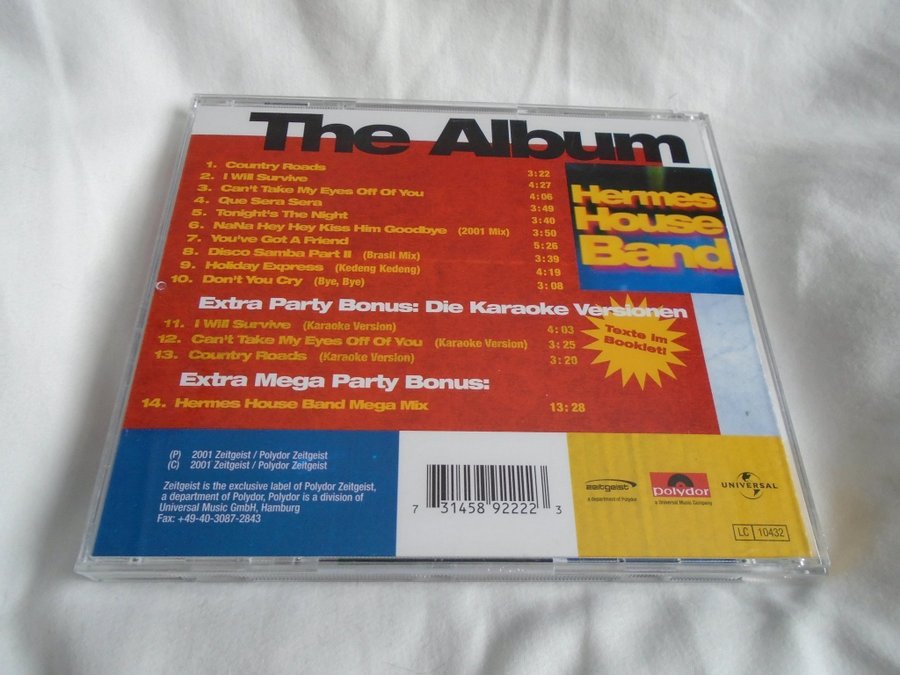 The Album
1. Country Roads 3:22
2. I Will Survive 4:27
3. Can't Take My Eyes Off Of You 4:06
4. Que Sera Sera 3:49
5. Tonight's The Night 3:40
6. NaNa Hey Hey Kiss Him Goodbye (2001 Mix) 3:50
7. You've Got A Friend 5:26
8. Disco Samba Part II (Brasil Mix) 3:39
9. Holiday Express (Kedeng Kedeng) 4:19
10. Don't You Cry (Bye, Bye) 3:08
Hermes
House
Band
Extra Party Bonus: Die Karaoke Versionen
11. I Will Survive (Karaoke Version) 4:03
12. Can't Take My Eyes Off Of You (Karaoke Version) 3:25
13. Country Roads (Karaoke Version) 3:20
Texte im
Booklet!
Extra Mega Party Bonus:
14. Hermes House Band Mega Mix 13:28
(P) 2001 Zeitgeist / Polydor Zeitgeist
(C) 2001 Zeitgeist / Polydor Zeitgeist
Zeitgeist is the exclusive label of Polydor Zeitgeist,
a department of Polydor, Polydor is a division of
Universal Music GmbH, Hamburg
Fax: +49-40-3087-2843
7 31458 92222 3
zeitgeist
a department of Polydor
polydor
a Universal Music Company
UNIVERSAL
LC 10432